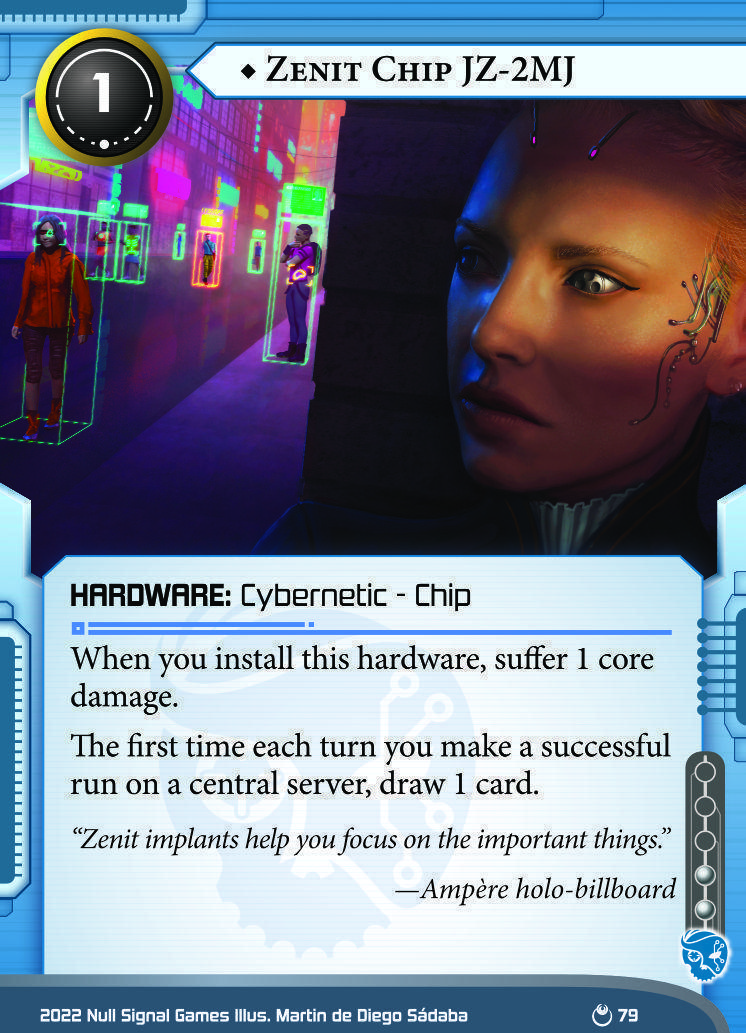 1
◆ Zenit Chip JZ-2MJ
HARDWARE: Cybernetic - Chip
When you install this hardware, suffer 1 core
damage.
The first time each turn you make a successful
run on a central server, draw 1 card.
“Zenit implants help you focus on the important things.”
—Ampère holo-billboard
2022 Null Signal Games Illus. Martin de Diego Sádaba
79